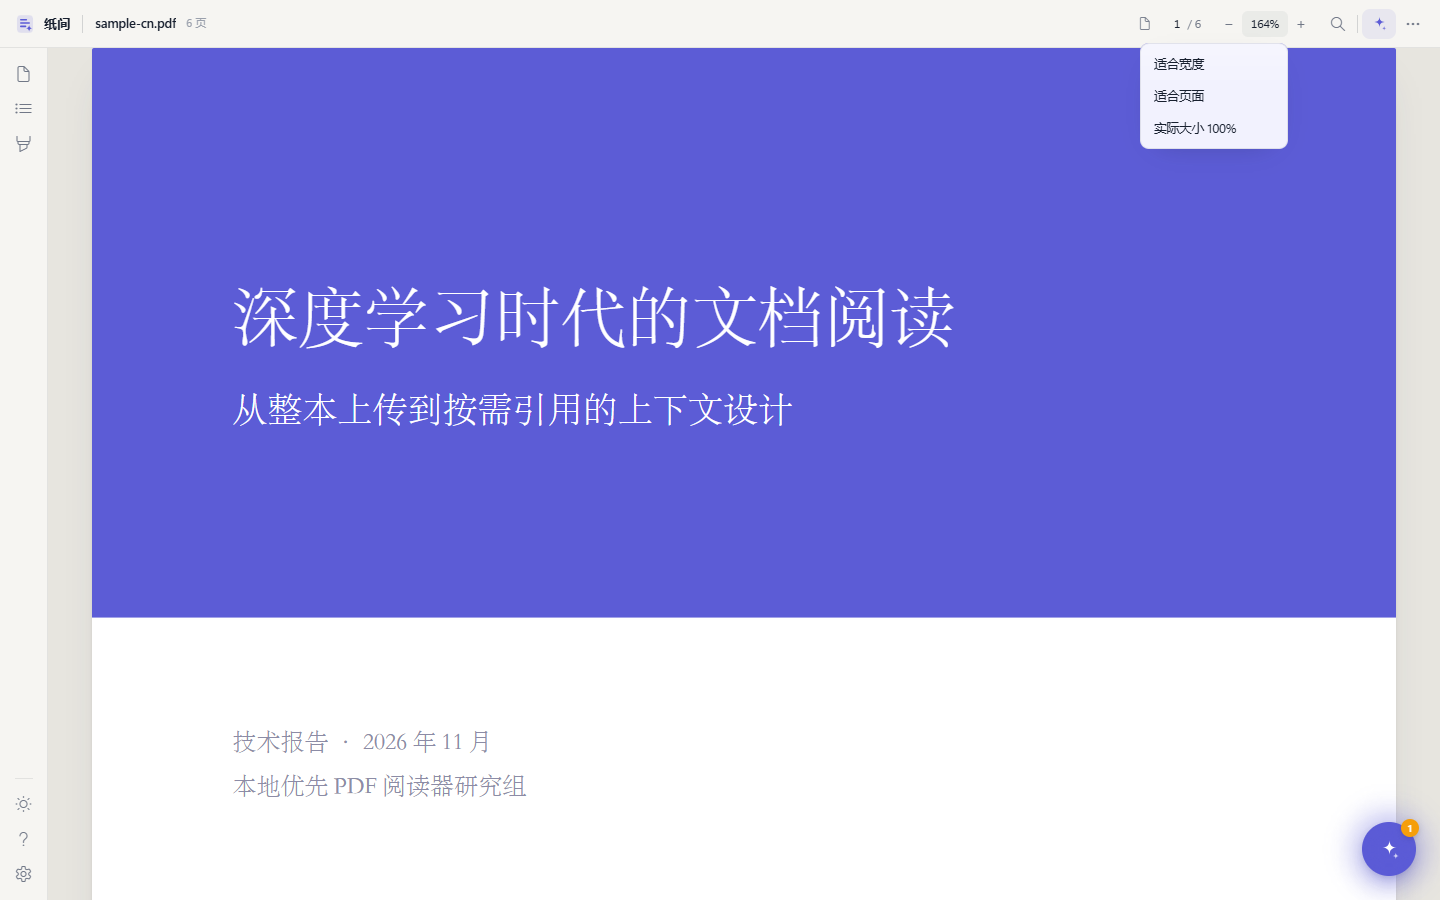 纸间
sample-cn.pdf
6 页
1 / 6
− 164% +
适合宽度
适合页面
实际大小 100%
深度学习时代的文档阅读
从整本上传到按需引用的上下文设计
技术报告 · 2026 年 11 月
本地优先 PDF 阅读器研究组
1